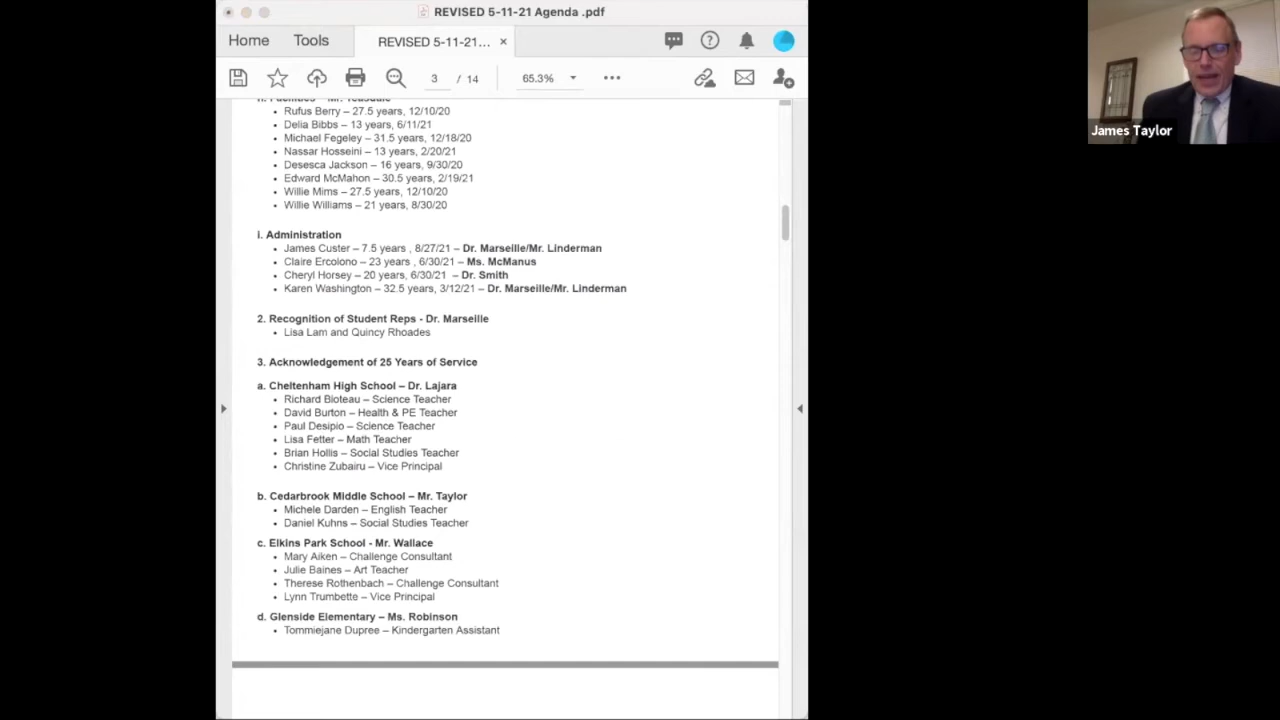 REVISED 5-11-21 Agenda .pdf
Home Tools REVISED 5-11-21... ×
3 / 14 65.3%
h. Facilities – Mr. Teasdale
• Rufus Berry – 27.5 years, 12/10/20
• Delia Bibbs – 13 years, 6/11/21
• Michael Fegeley – 31.5 years, 12/18/20
• Nassar Hosseini – 13 years, 2/20/21
• Desesca Jackson – 16 years, 9/30/20
• Edward McMahon – 30.5 years, 2/19/21
• Willie Mims – 27.5 years, 12/10/20
• Willie Williams – 21 years, 8/30/20
i. Administration
• James Custer – 7.5 years , 8/27/21 – Dr. Marseille/Mr. Linderman
• Claire Ercolono – 23 years , 6/30/21 – Ms. McManus
• Cheryl Horsey – 20 years, 6/30/21 – Dr. Smith
• Karen Washington – 32.5 years, 3/12/21 – Dr. Marseille/Mr. Linderman
2. Recognition of Student Reps - Dr. Marseille
• Lisa Lam and Quincy Rhoades
3. Acknowledgement of 25 Years of Service
a. Cheltenham High School – Dr. Lajara
• Richard Bioteau – Science Teacher
• David Burton – Health & PE Teacher
• Paul Desipio – Science Teacher
• Lisa Fetter – Math Teacher
• Brian Hollis – Social Studies Teacher
• Christine Zubairu – Vice Principal
b. Cedarbrook Middle School – Mr. Taylor
• Michele Darden – English Teacher
• Daniel Kuhns – Social Studies Teacher
c. Elkins Park School - Mr. Wallace
• Mary Aiken – Challenge Consultant
• Julie Baines – Art Teacher
• Therese Rothenbach – Challenge Consultant
• Lynn Trumbette – Vice Principal
d. Glenside Elementary – Ms. Robinson
• Tommiejane Dupree – Kindergarten Assistant
James Taylor